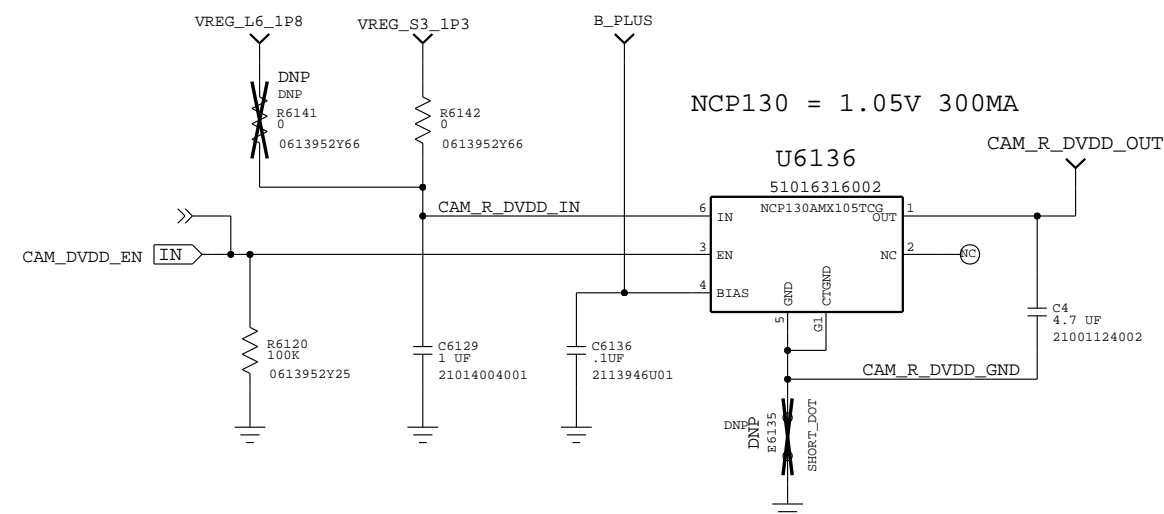 VREG_L6_1P8
VREG_S3_1P3
B_PLUS
DNP
DNP
R6141
0
0613952Y66
R6142
0
0613952Y66
NCP130 = 1.05V 300MA
U6136
51016316002
CAM_R_DVDD_OUT
CAM_R_DVDD_IN
6
IN
NCP130AMX105TCG
OUT
1
CAM_DVDD_EN
IN
3
EN
NC
2
NC
4
BIAS
GND
CTGND
5
G1
C4
4.7 UF
21001124002
R6120
100K
0613952Y25
C6129
1 UF
21014004001
C6136
.1UF
2113946U01
CAM_R_DVDD_GND
DNP
DNP
E6135
SHORT_DOT